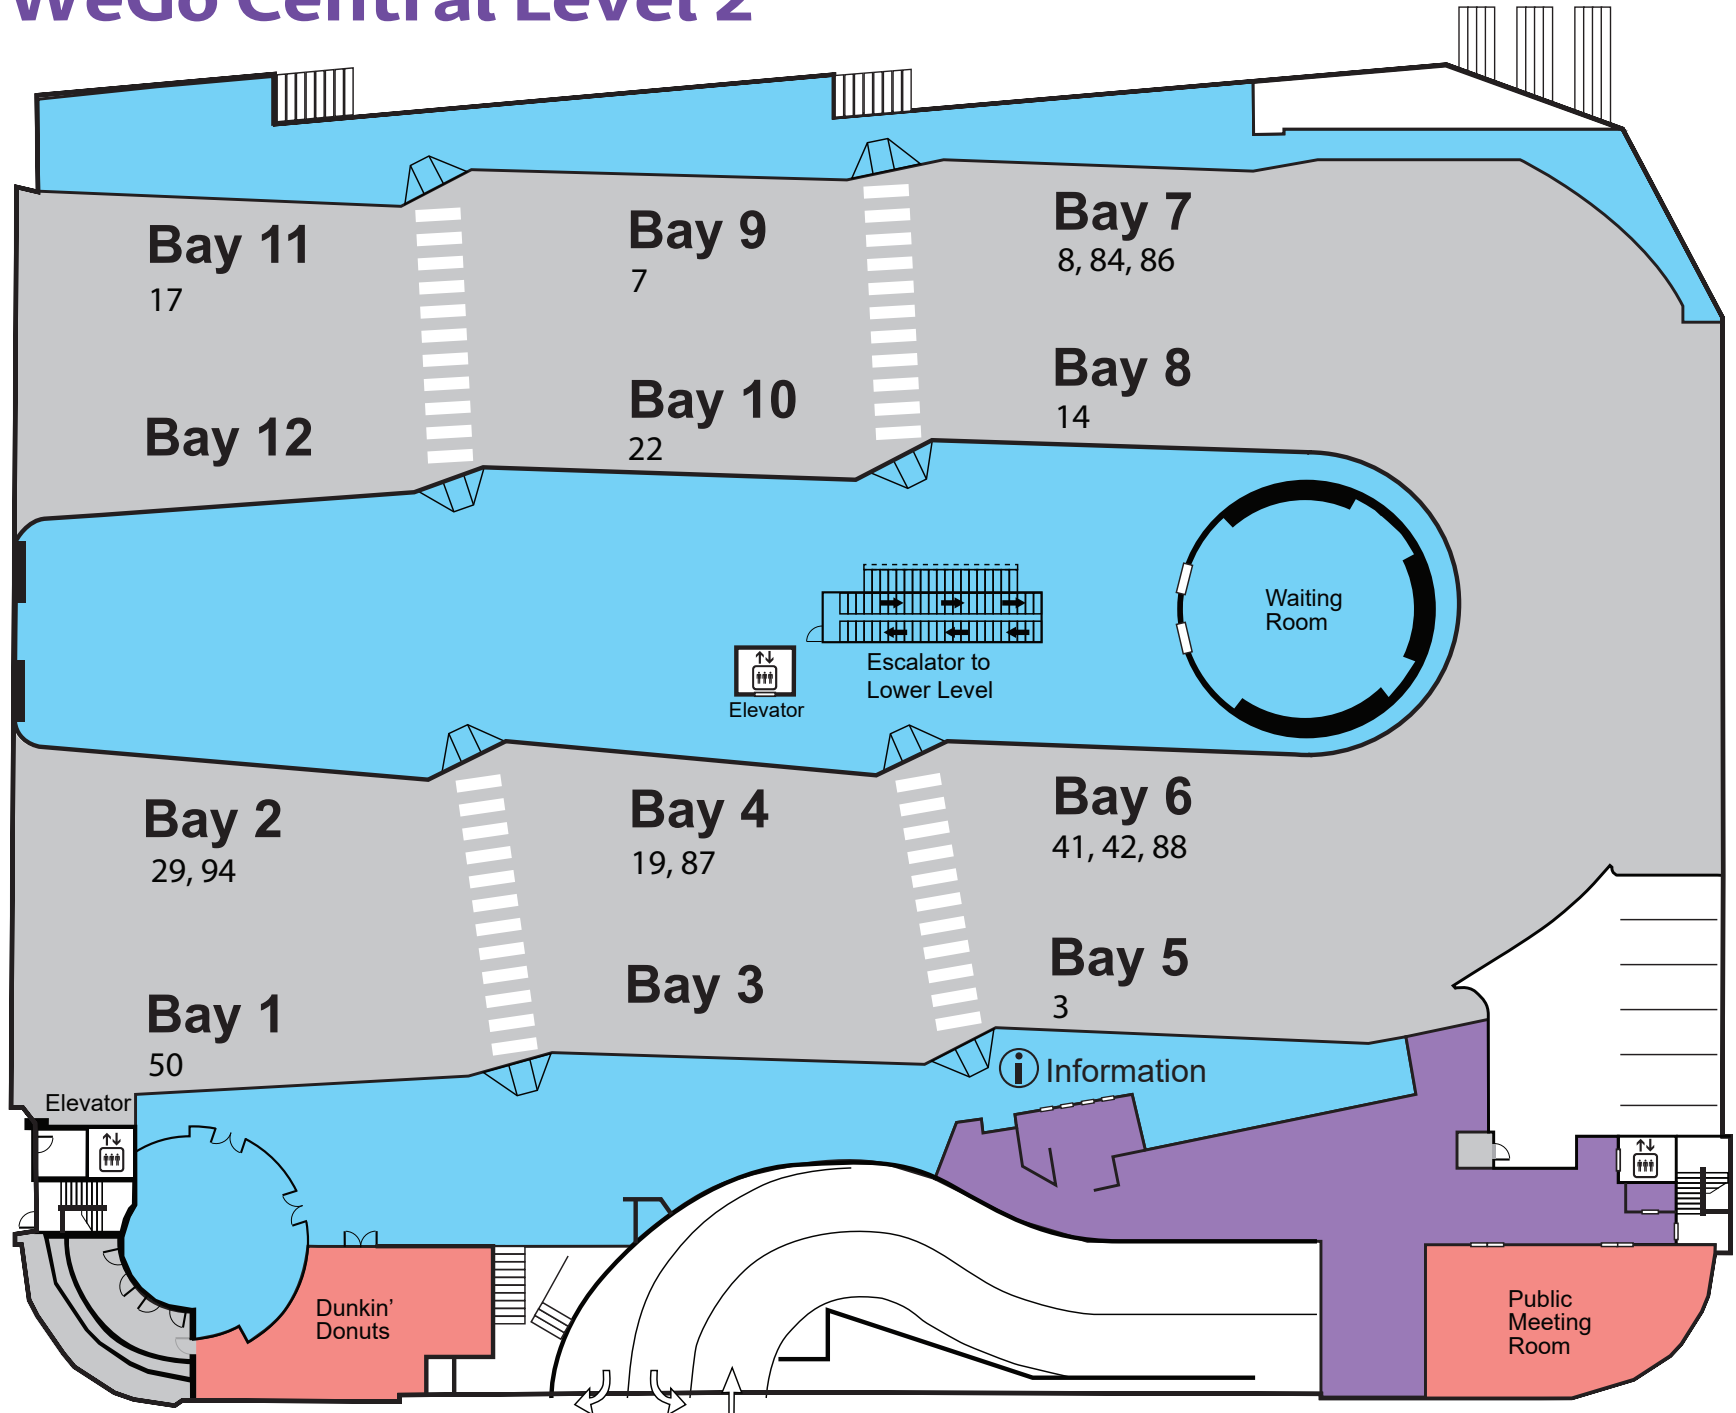 WeGo Central Level 2
Bay 11
17
Bay 9
7
Bay 7
8, 84, 86
Bay 12
Bay 10
22
Bay 8
14
Waiting
Room
Escalator to
Lower Level
Elevator
Bay 2
29, 94
Bay 4
19, 87
Bay 6
41, 42, 88
Bay 1
50
Bay 3
Bay 5
3
i Information
Elevator
Dunkin’
Donuts
Public
Meeting
Room